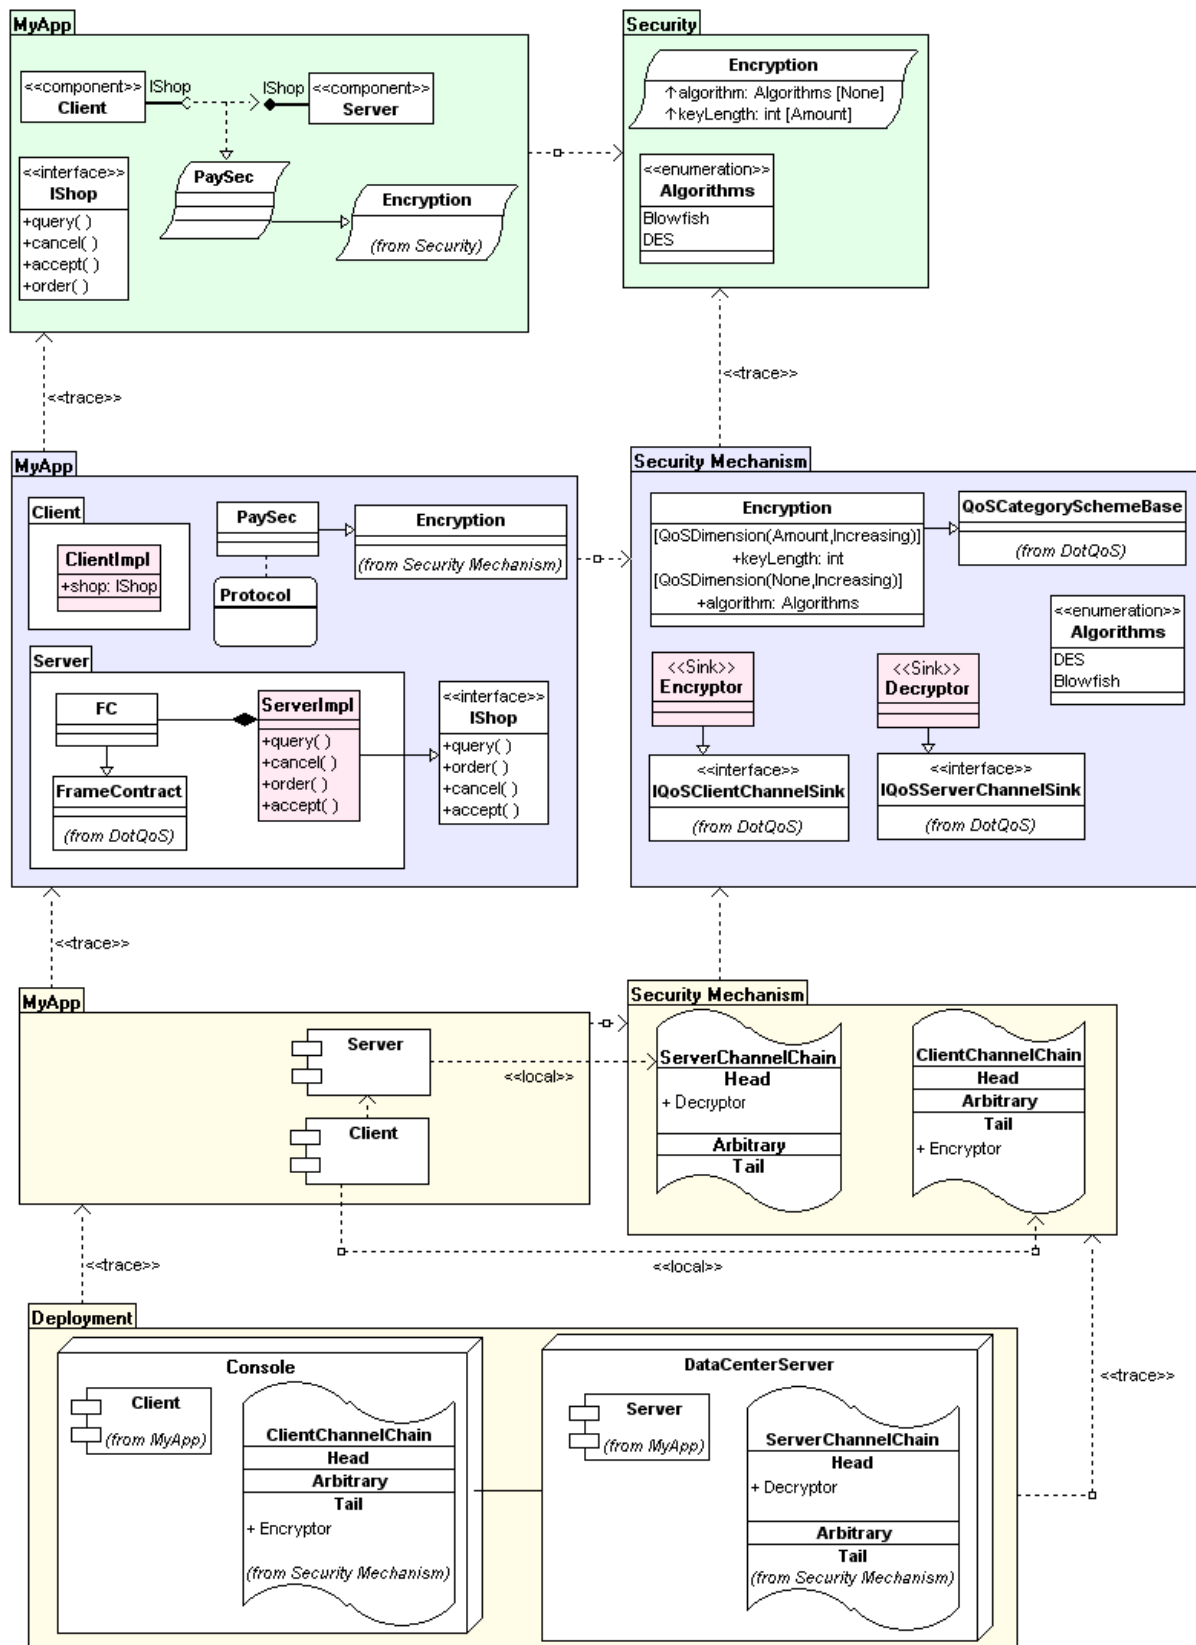 MyApp
<<component>>
Client
IShop
IShop
<<component>>
Server
<<interface>>
IShop
+query( )
+cancel( )
+accept( )
+order( )
PaySec
Encryption
(from Security)
Security
Encryption
↑algorithm: Algorithms [None]
↑keyLength: int [Amount]
<<enumeration>>
Algorithms
Blowfish
DES
<<trace>>
<<trace>>
MyApp
Client
ClientImpl
+shop: IShop
PaySec
Protocol
Encryption
(from Security Mechanism)
Server
FC
FrameContract
(from DotQoS)
ServerImpl
+query( )
+cancel( )
+order( )
+accept( )
<<interface>>
IShop
+query( )
+order( )
+cancel( )
+accept( )
Security Mechanism
Encryption
[QoSDimension(Amount,Increasing)]
+keyLength: int
[QoSDimension(None,Increasing)]
+algorithm: Algorithms
QoSCategorySchemeBase
(from DotQoS)
<<enumeration>>
Algorithms
DES
Blowfish
<<Sink>>
Encryptor
<<Sink>>
Decryptor
<<interface>>
IQoSClientChannelSink
(from DotQoS)
<<interface>>
IQoSServerChannelSink
(from DotQoS)
<<trace>>
MyApp
Server
Client
<<local>>
Security Mechanism
ServerChannelChain
Head
+ Decryptor
Arbitrary
Tail
ClientChannelChain
Head
Arbitrary
Tail
+ Encryptor
<<trace>>
<<local>>
Deployment
Console
Client
(from MyApp)
ClientChannelChain
Head
Arbitrary
Tail
+ Encryptor
(from Security Mechanism)
DataCenterServer
Server
(from MyApp)
ServerChannelChain
Head
+ Decryptor
Arbitrary
Tail
(from Security Mechanism)
<<trace>>